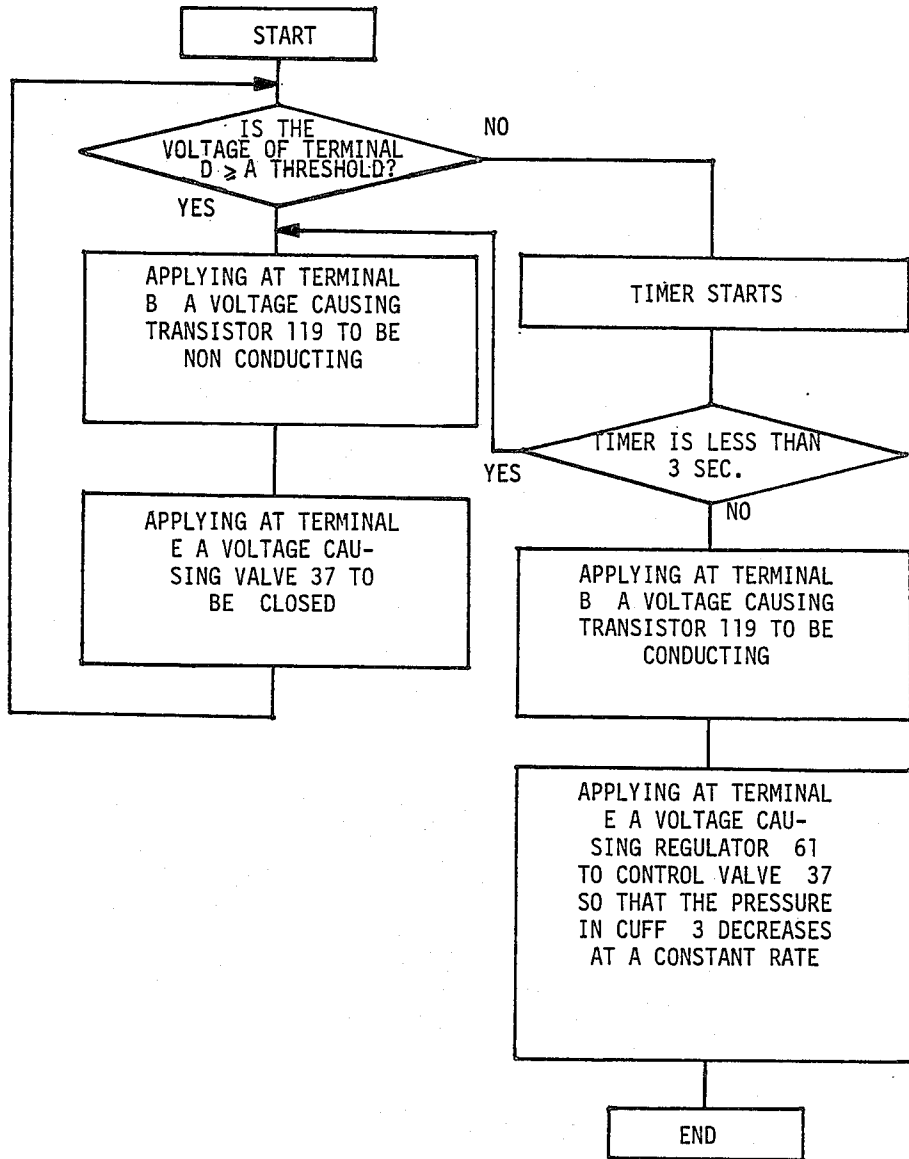 START
IS THE
VOLTAGE OF TERMINAL
D ≥ A THRESHOLD?
NO
YES
APPLYING AT TERMINAL
B A VOLTAGE CAUSING
TRANSISTOR 119 TO BE
NON CONDUCTING
TIMER STARTS
TIMER IS LESS THAN
3 SEC.
YES
NO
APPLYING AT TERMINAL
E A VOLTAGE CAU-
SING VALVE 37 TO
BE CLOSED
APPLYING AT TERMINAL
B A VOLTAGE CAUSING
TRANSISTOR 119 TO BE
CONDUCTING
APPLYING AT TERMINAL
E A VOLTAGE CAU-
SING REGULATOR 61
TO CONTROL VALVE 37
SO THAT THE PRESSURE
IN CUFF 3 DECREASES
AT A CONSTANT RATE
END